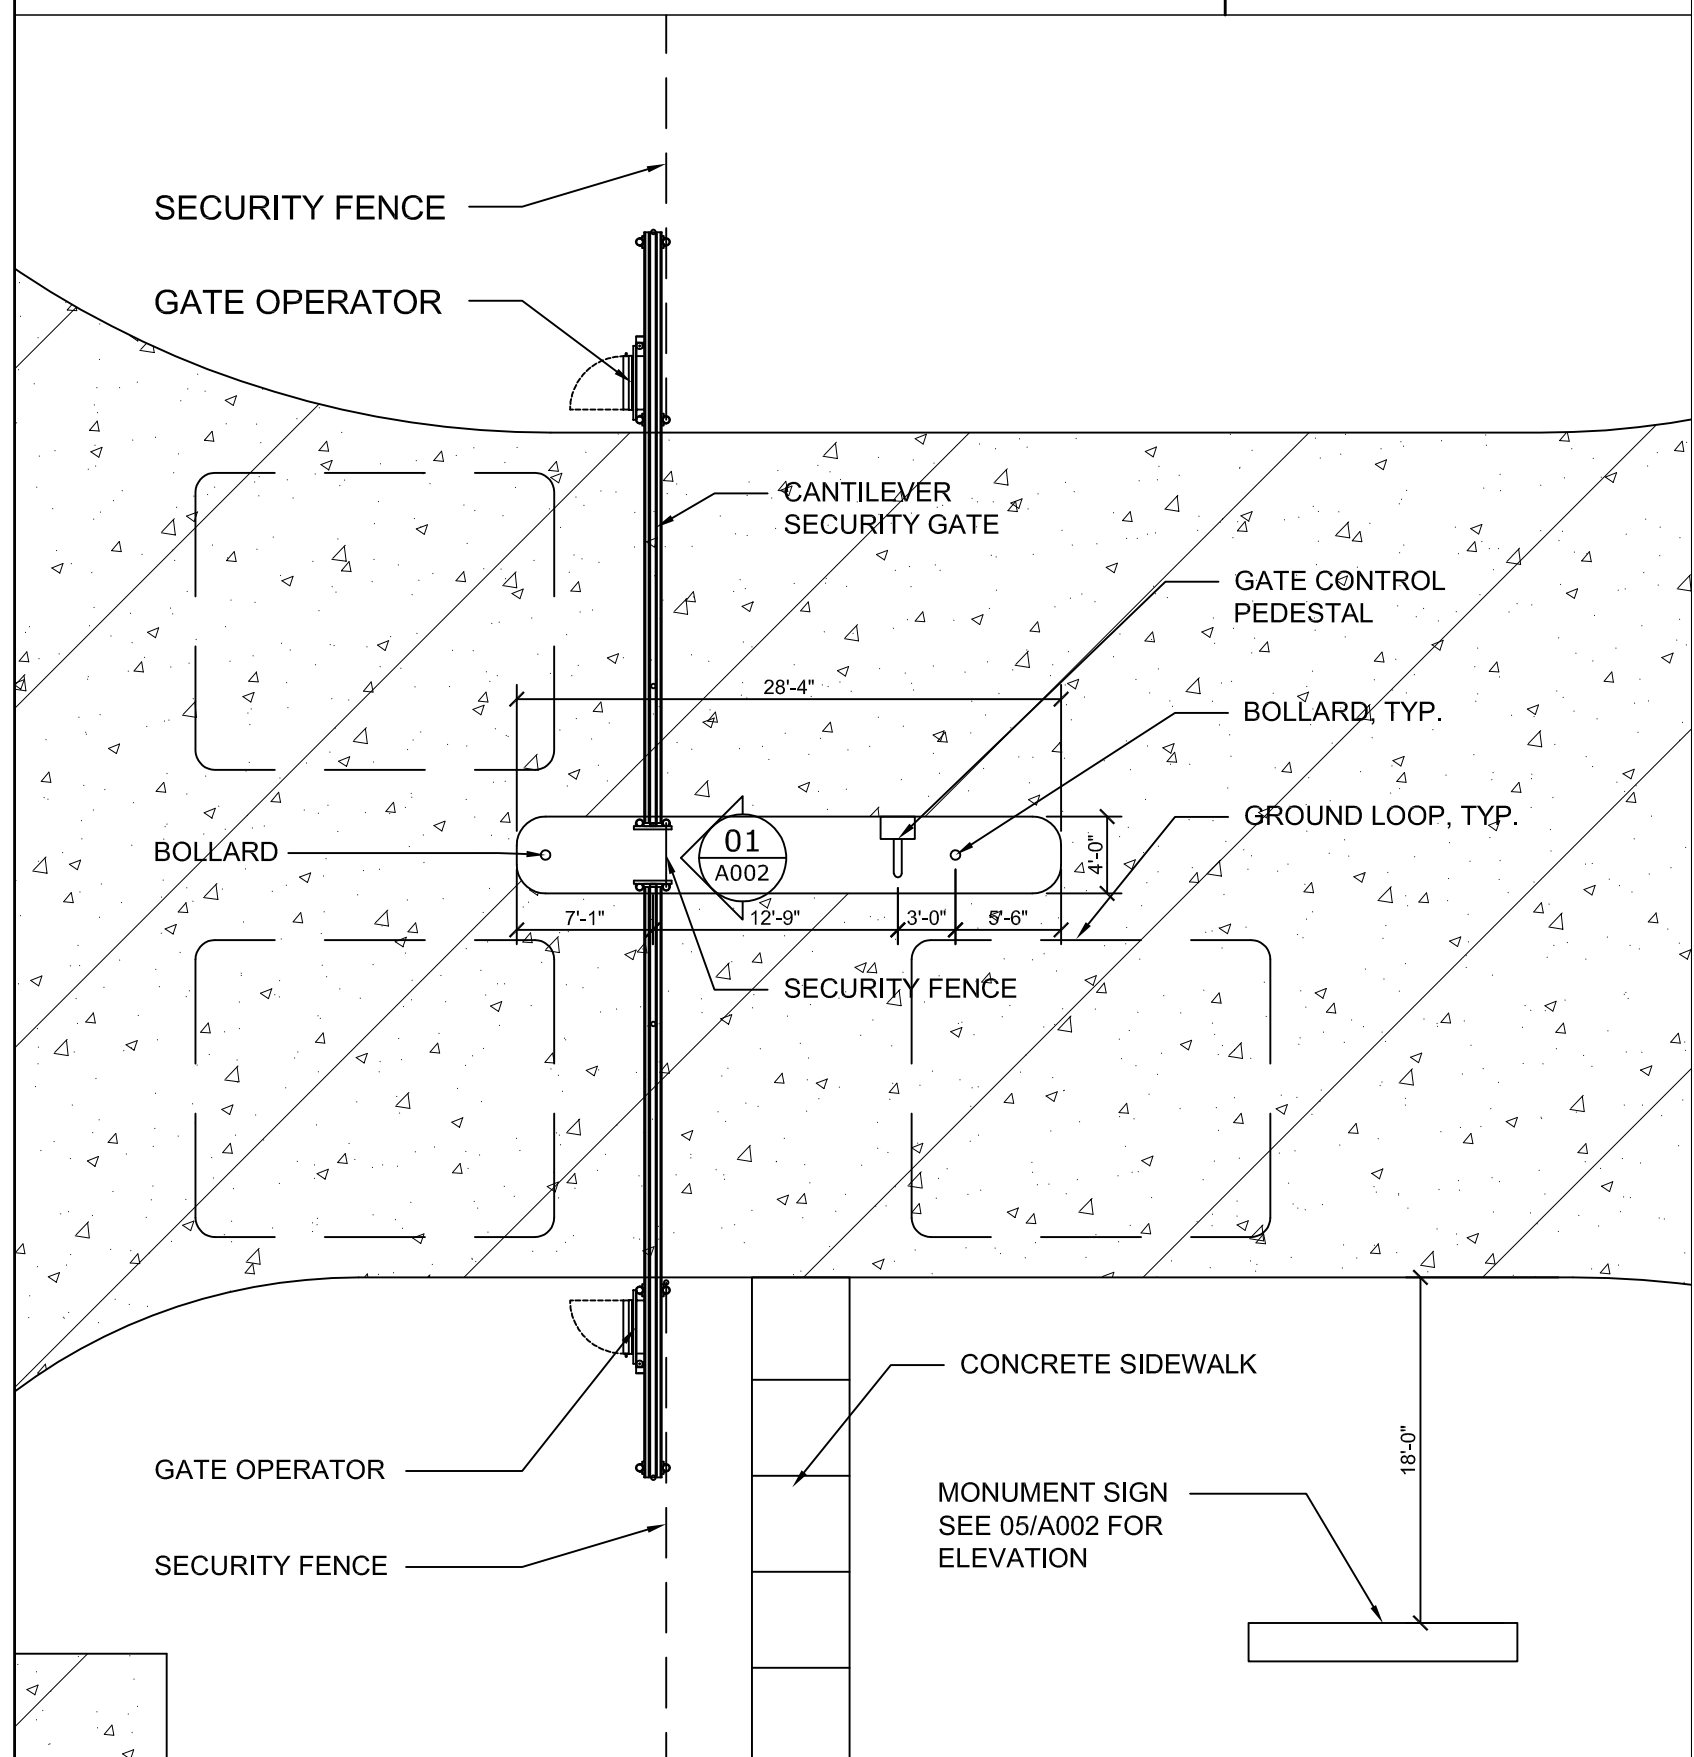 SECURITY FENCE
GATE OPERATOR
CANTILEVER
SECURITY GATE
GATE CONTROL
PEDESTAL
28'-4"
BOLLARD, TYP.
GROUND LOOP, TYP.
BOLLARD
01
A002
4'-0"
7'-1"
12'-9"
3'-0"
5'-6"
SECURITY FENCE
CONCRETE SIDEWALK
18'-0"
GATE OPERATOR
MONUMENT SIGN
SEE 05/A002 FOR
ELEVATION
SECURITY FENCE